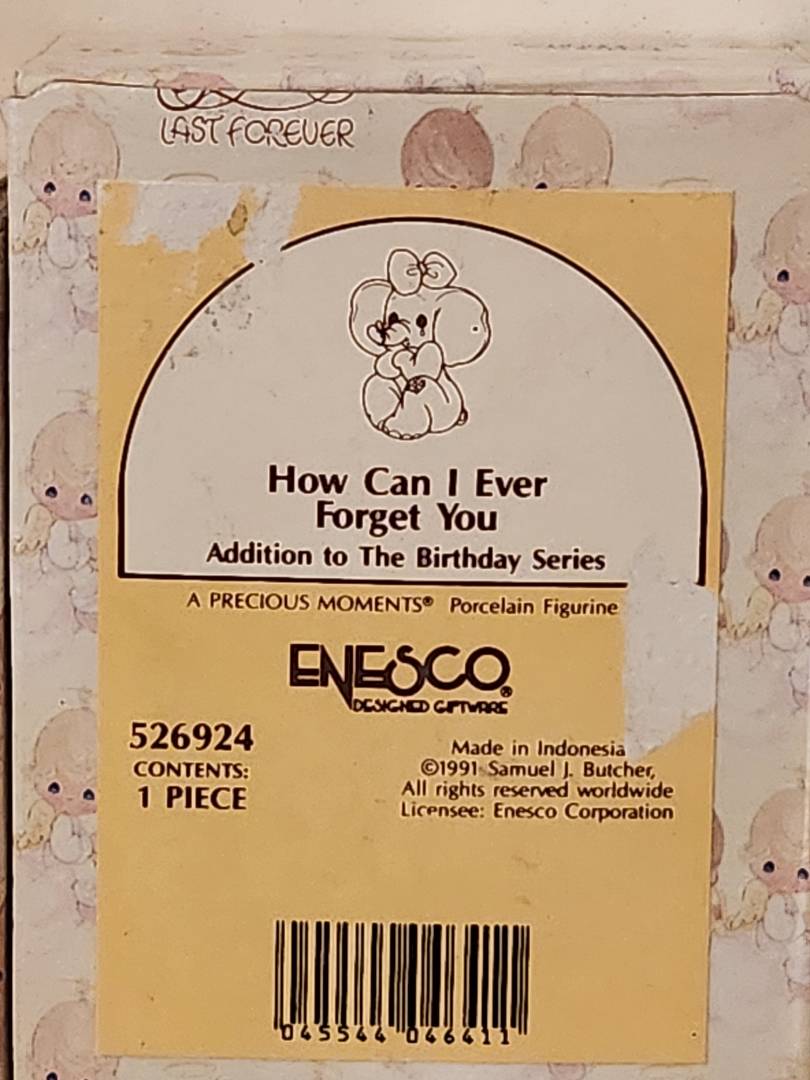 LAST FOREVER
How Can I Ever
Forget You
Addition to The Birthday Series
A PRECIOUS MOMENTS® Porcelain Figurine
ENESCO®
DESIGNED GIFTWARE
526924
CONTENTS:
1 PIECE
Made in Indonesia
©1991 Samuel J. Butcher,
All rights reserved worldwide
Licensee: Enesco Corporation
045544 046411